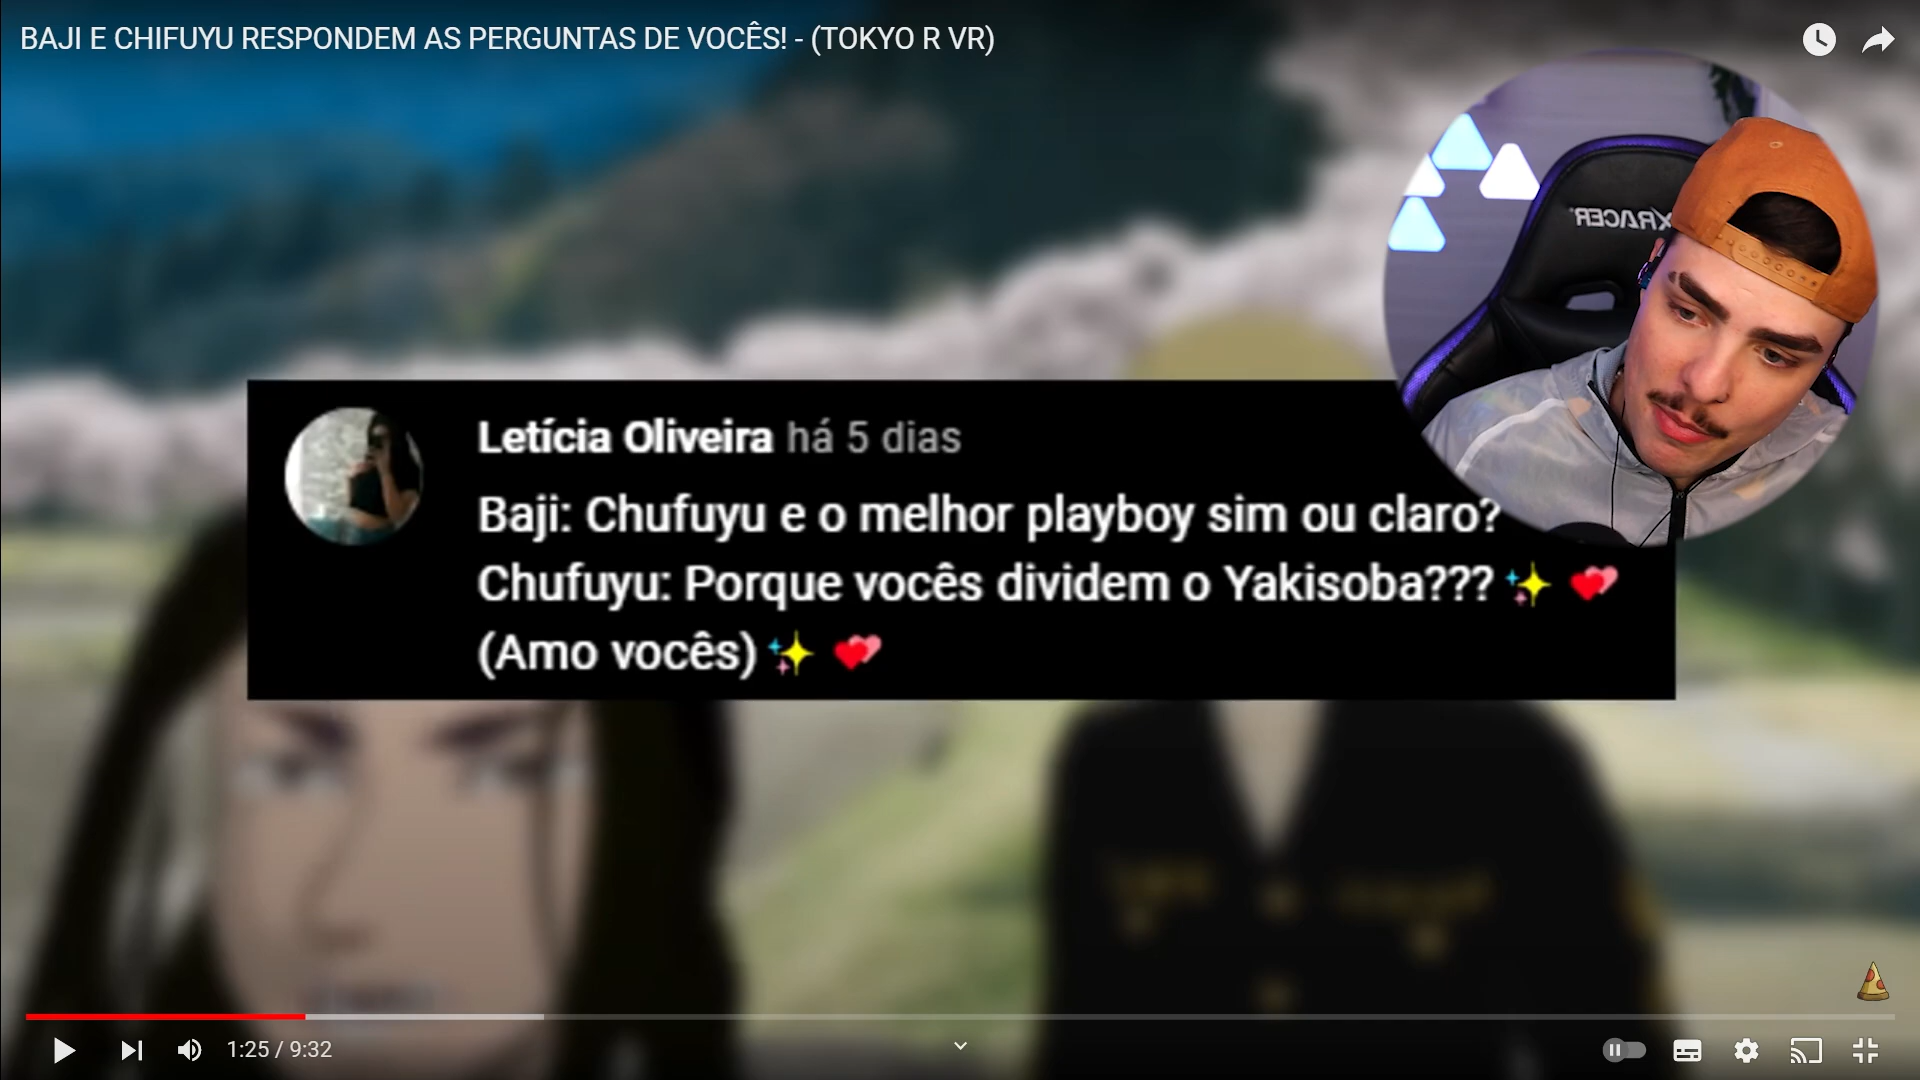 BAJI E CHIFUYU RESPONDEM AS PERGUNTAS DE VOCÊS! - (TOKYO R VR)
XRACER
Letícia Oliveira há 5 dias
Baji: Chufuyu e o melhor playboy sim ou claro?
Chufuyu: Porque vocês dividem o Yakisoba??? ✨ 💕
(Amo vocês) ✨ 💕
1:25 / 9:32